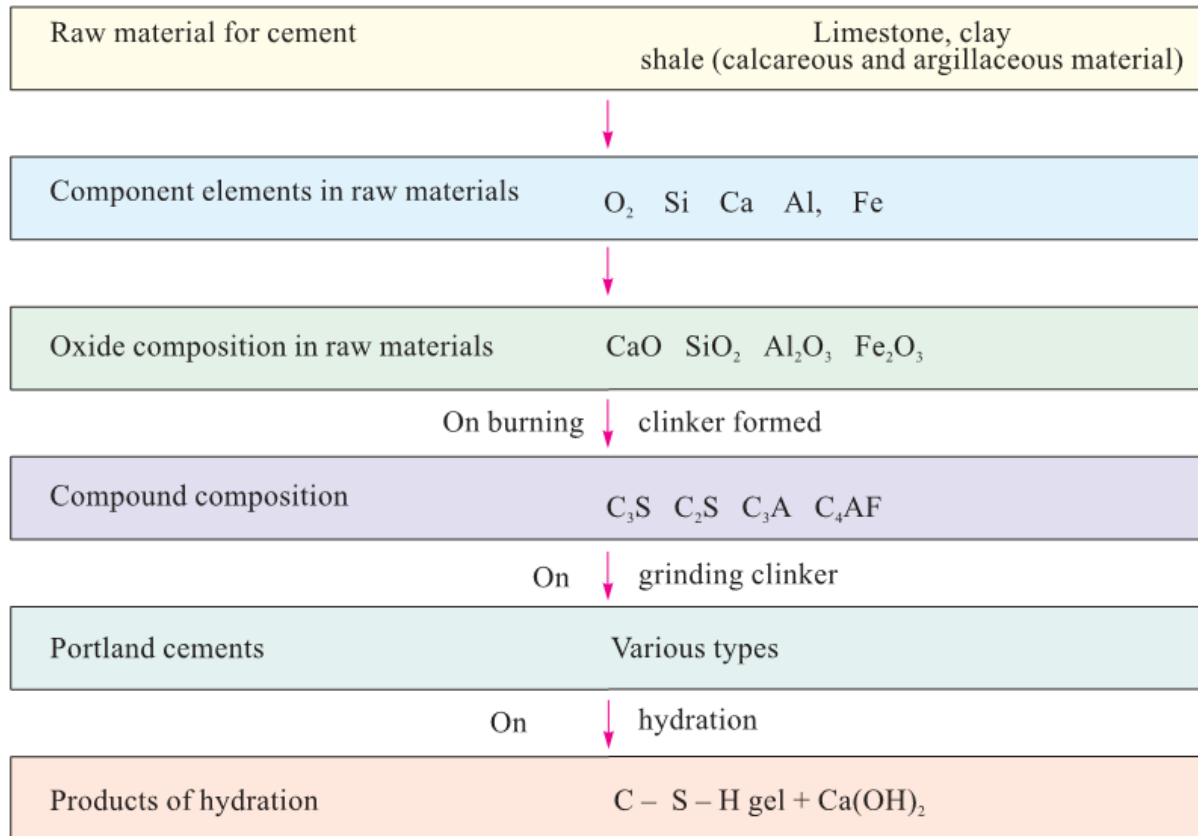 Raw material for cement
Limestone, clay
shale (calcareous and argillaceous material)
Component elements in raw materials
O₂ Si Ca Al, Fe
Oxide composition in raw materials
CaO SiO₂ Al₂O₃ Fe₂O₃
On burning clinker formed
Compound composition
C₃S C₂S C₃A C₄AF
On grinding clinker
Portland cements
Various types
On hydration
Products of hydration
C – S – H gel + Ca(OH)₂